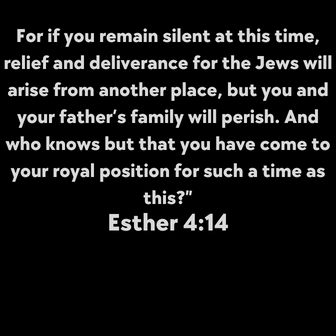 For if you remain silent at this time,
relief and deliverance for the Jews will
arise from another place, but you and
your father's family will perish. And
who knows but that you have come to
your royal position for such a time as
this?"
Esther 4:14